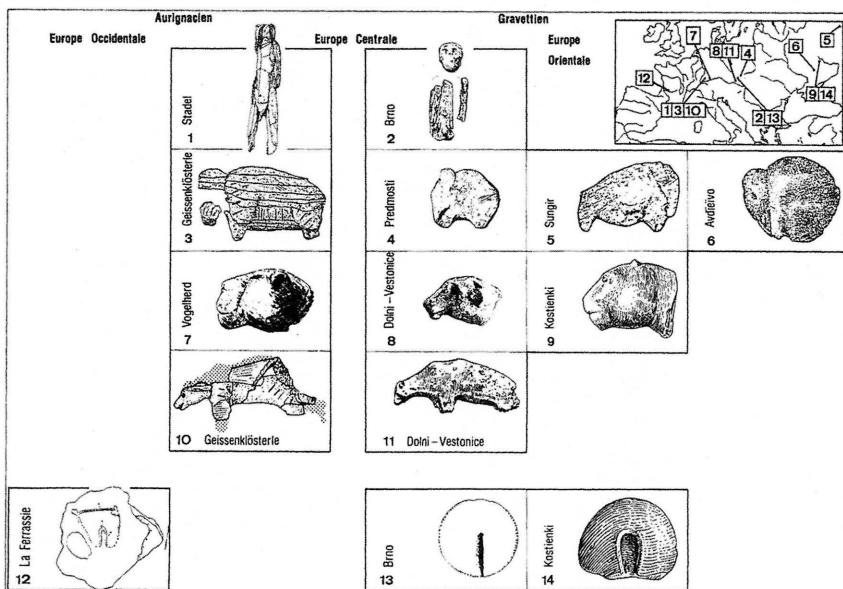 Aurignacien
Gravettien
Europe Occidentale
Europe Centrale
Europe
Orientale
7
8 11 4
6
5
12
9 14
1 3 10
2 13
Stadel
1
Brno
2
Geissenklösterle
3
Predmosti
4
Sungir
5
Avdieivo
6
Vogelherd
7
Dolni-Vestonice
8
Kostienki
9
10 Geissenklösterle
11 Dolni-Vestonice
La Ferrassie
12
Brno
13
Kostienki
14